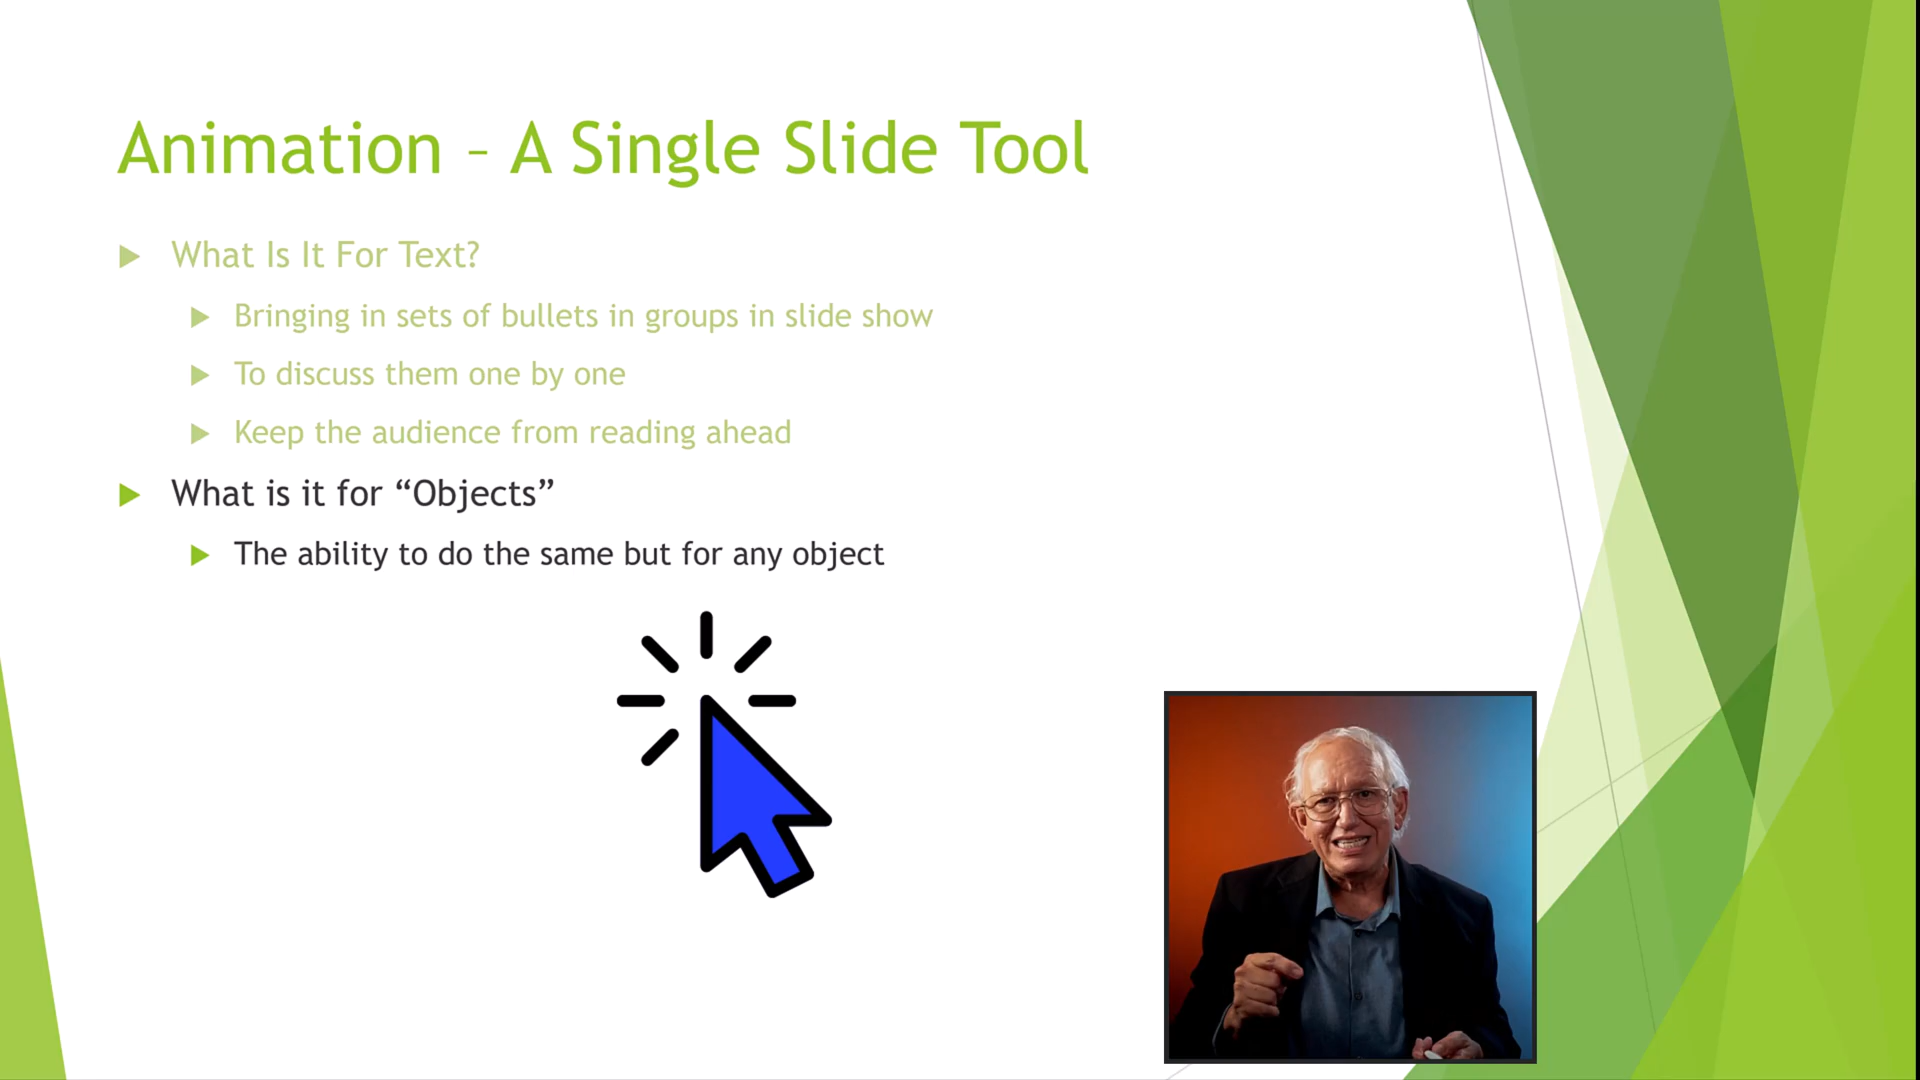 Animation – A Single Slide Tool
What Is It For Text?
Bringing in sets of bullets in groups in slide show
To discuss them one by one
Keep the audience from reading ahead
What is it for “Objects”
The ability to do the same but for any object